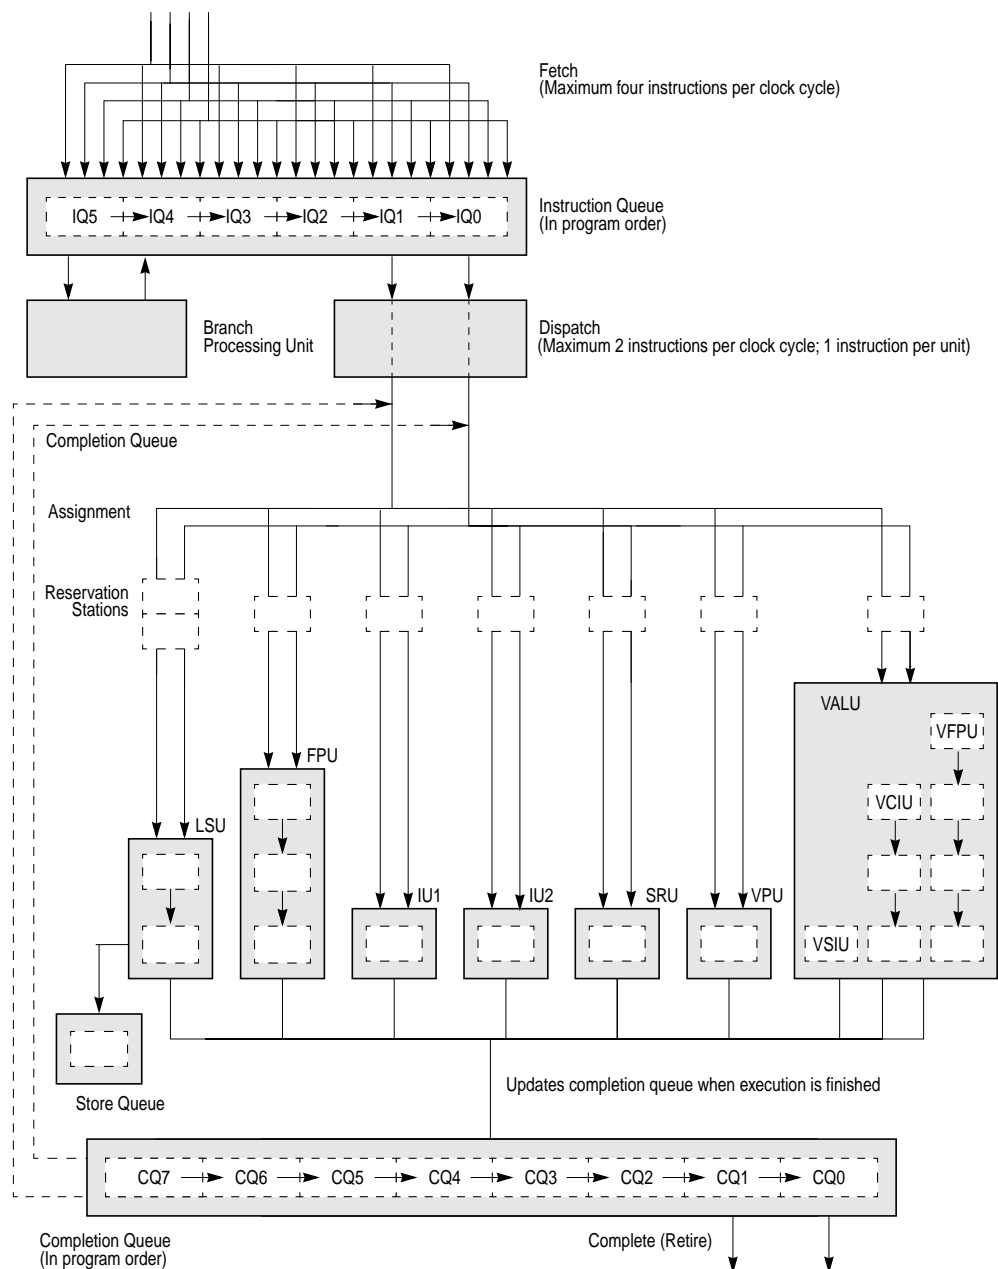 Fetch
(Maximum four instructions per clock cycle)
IQ5 IQ4 IQ3 IQ2 IQ1 IQ0
Instruction Queue
(In program order)
Branch
Processing Unit
Dispatch
(Maximum 2 instructions per clock cycle; 1 instruction per unit)
Completion Queue
Assignment
Reservation
Stations
VALU
VFPU
FPU
VCIU
LSU
IU1
IU2
SRU
VPU
VSIU
Store Queue
Updates completion queue when execution is finished
CQ7 CQ6 CQ5 CQ4 CQ3 CQ2 CQ1 CQ0
Completion Queue
(In program order)
Complete (Retire)